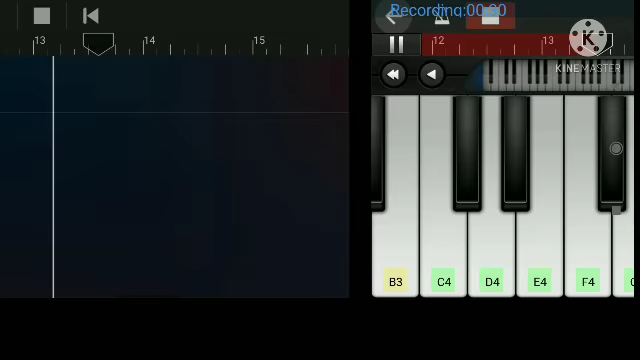 Recording:00:00
13 14 15
12 13
K
KINEMASTER
B3 C4 D4 E4 F4